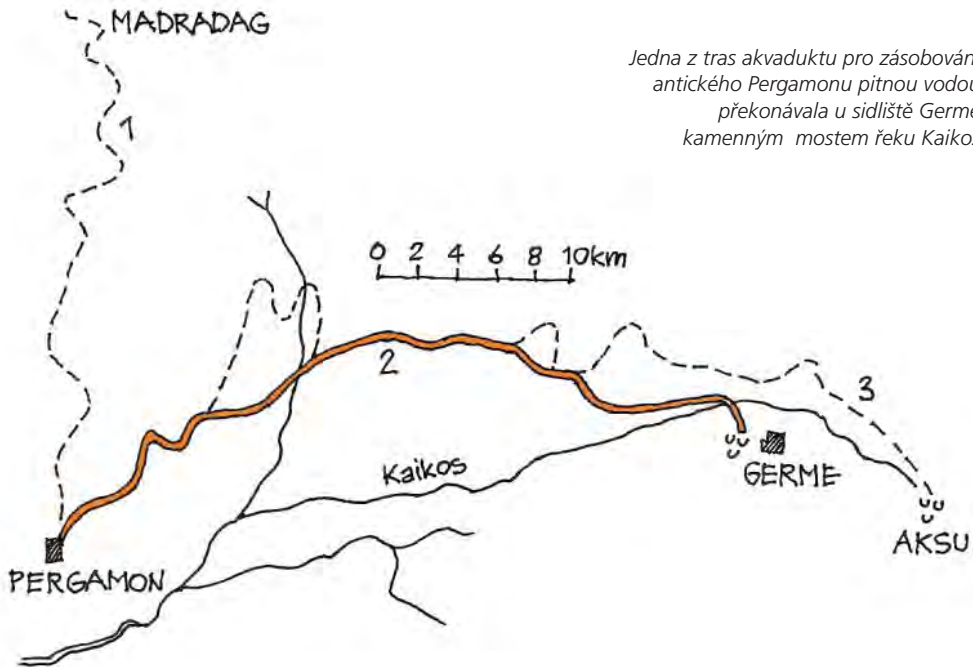 MADRADAG
Jedna z tras akvaduktu pro zásobován
antického Pergamonu pitnou vodou
překonávala u sídliště Germe
kamenným mostem řeku Kaikos
1
0 2 4 6 8 10km
2
3
Kaikos
GERME
AKSU
PERGAMON